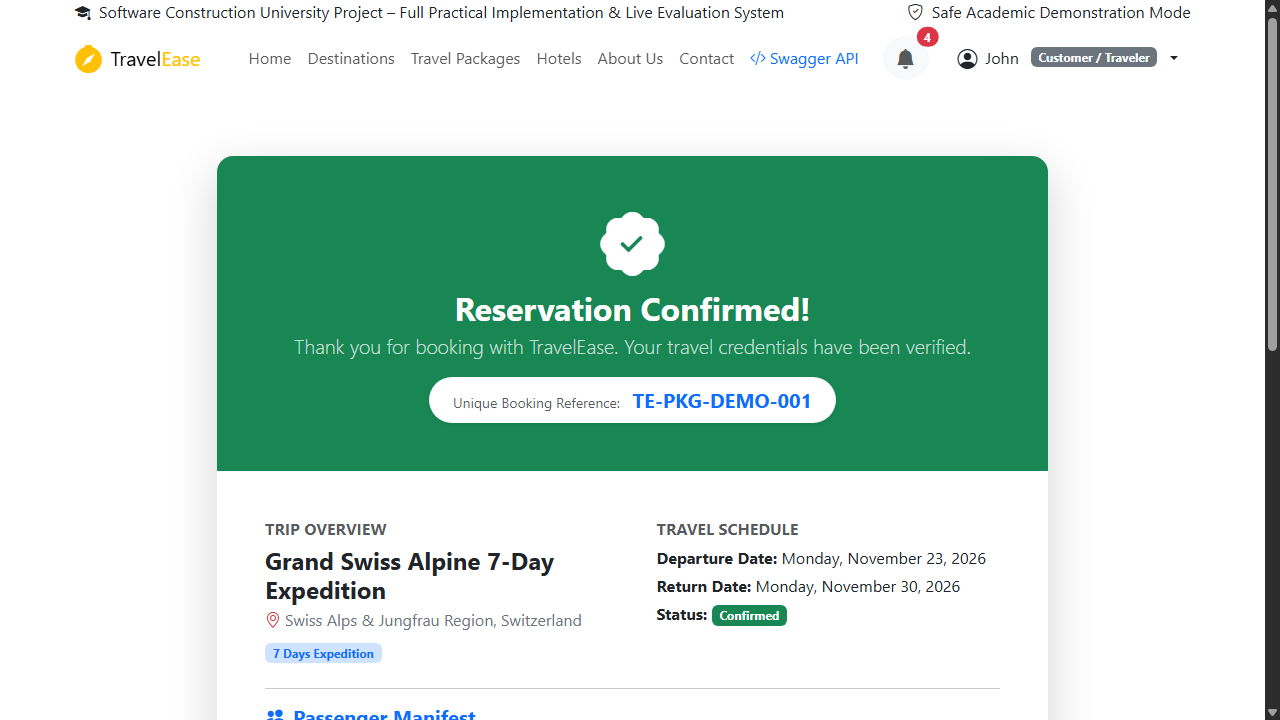 Software Construction University Project – Full Practical Implementation & Live Evaluation System
Safe Academic Demonstration Mode
TravelEase
Home
Destinations
Travel Packages
Hotels
About Us
Contact
Swagger API
4
John
Customer / Traveler
Reservation Confirmed!
Thank you for booking with TravelEase. Your travel credentials have been verified.
Unique Booking Reference: TE-PKG-DEMO-001
TRIP OVERVIEW
Grand Swiss Alpine 7-Day
Expedition
Swiss Alps & Jungfrau Region, Switzerland
7 Days Expedition
TRAVEL SCHEDULE
Departure Date: Monday, November 23, 2026
Return Date: Monday, November 30, 2026
Status: Confirmed
Passenger Manifest